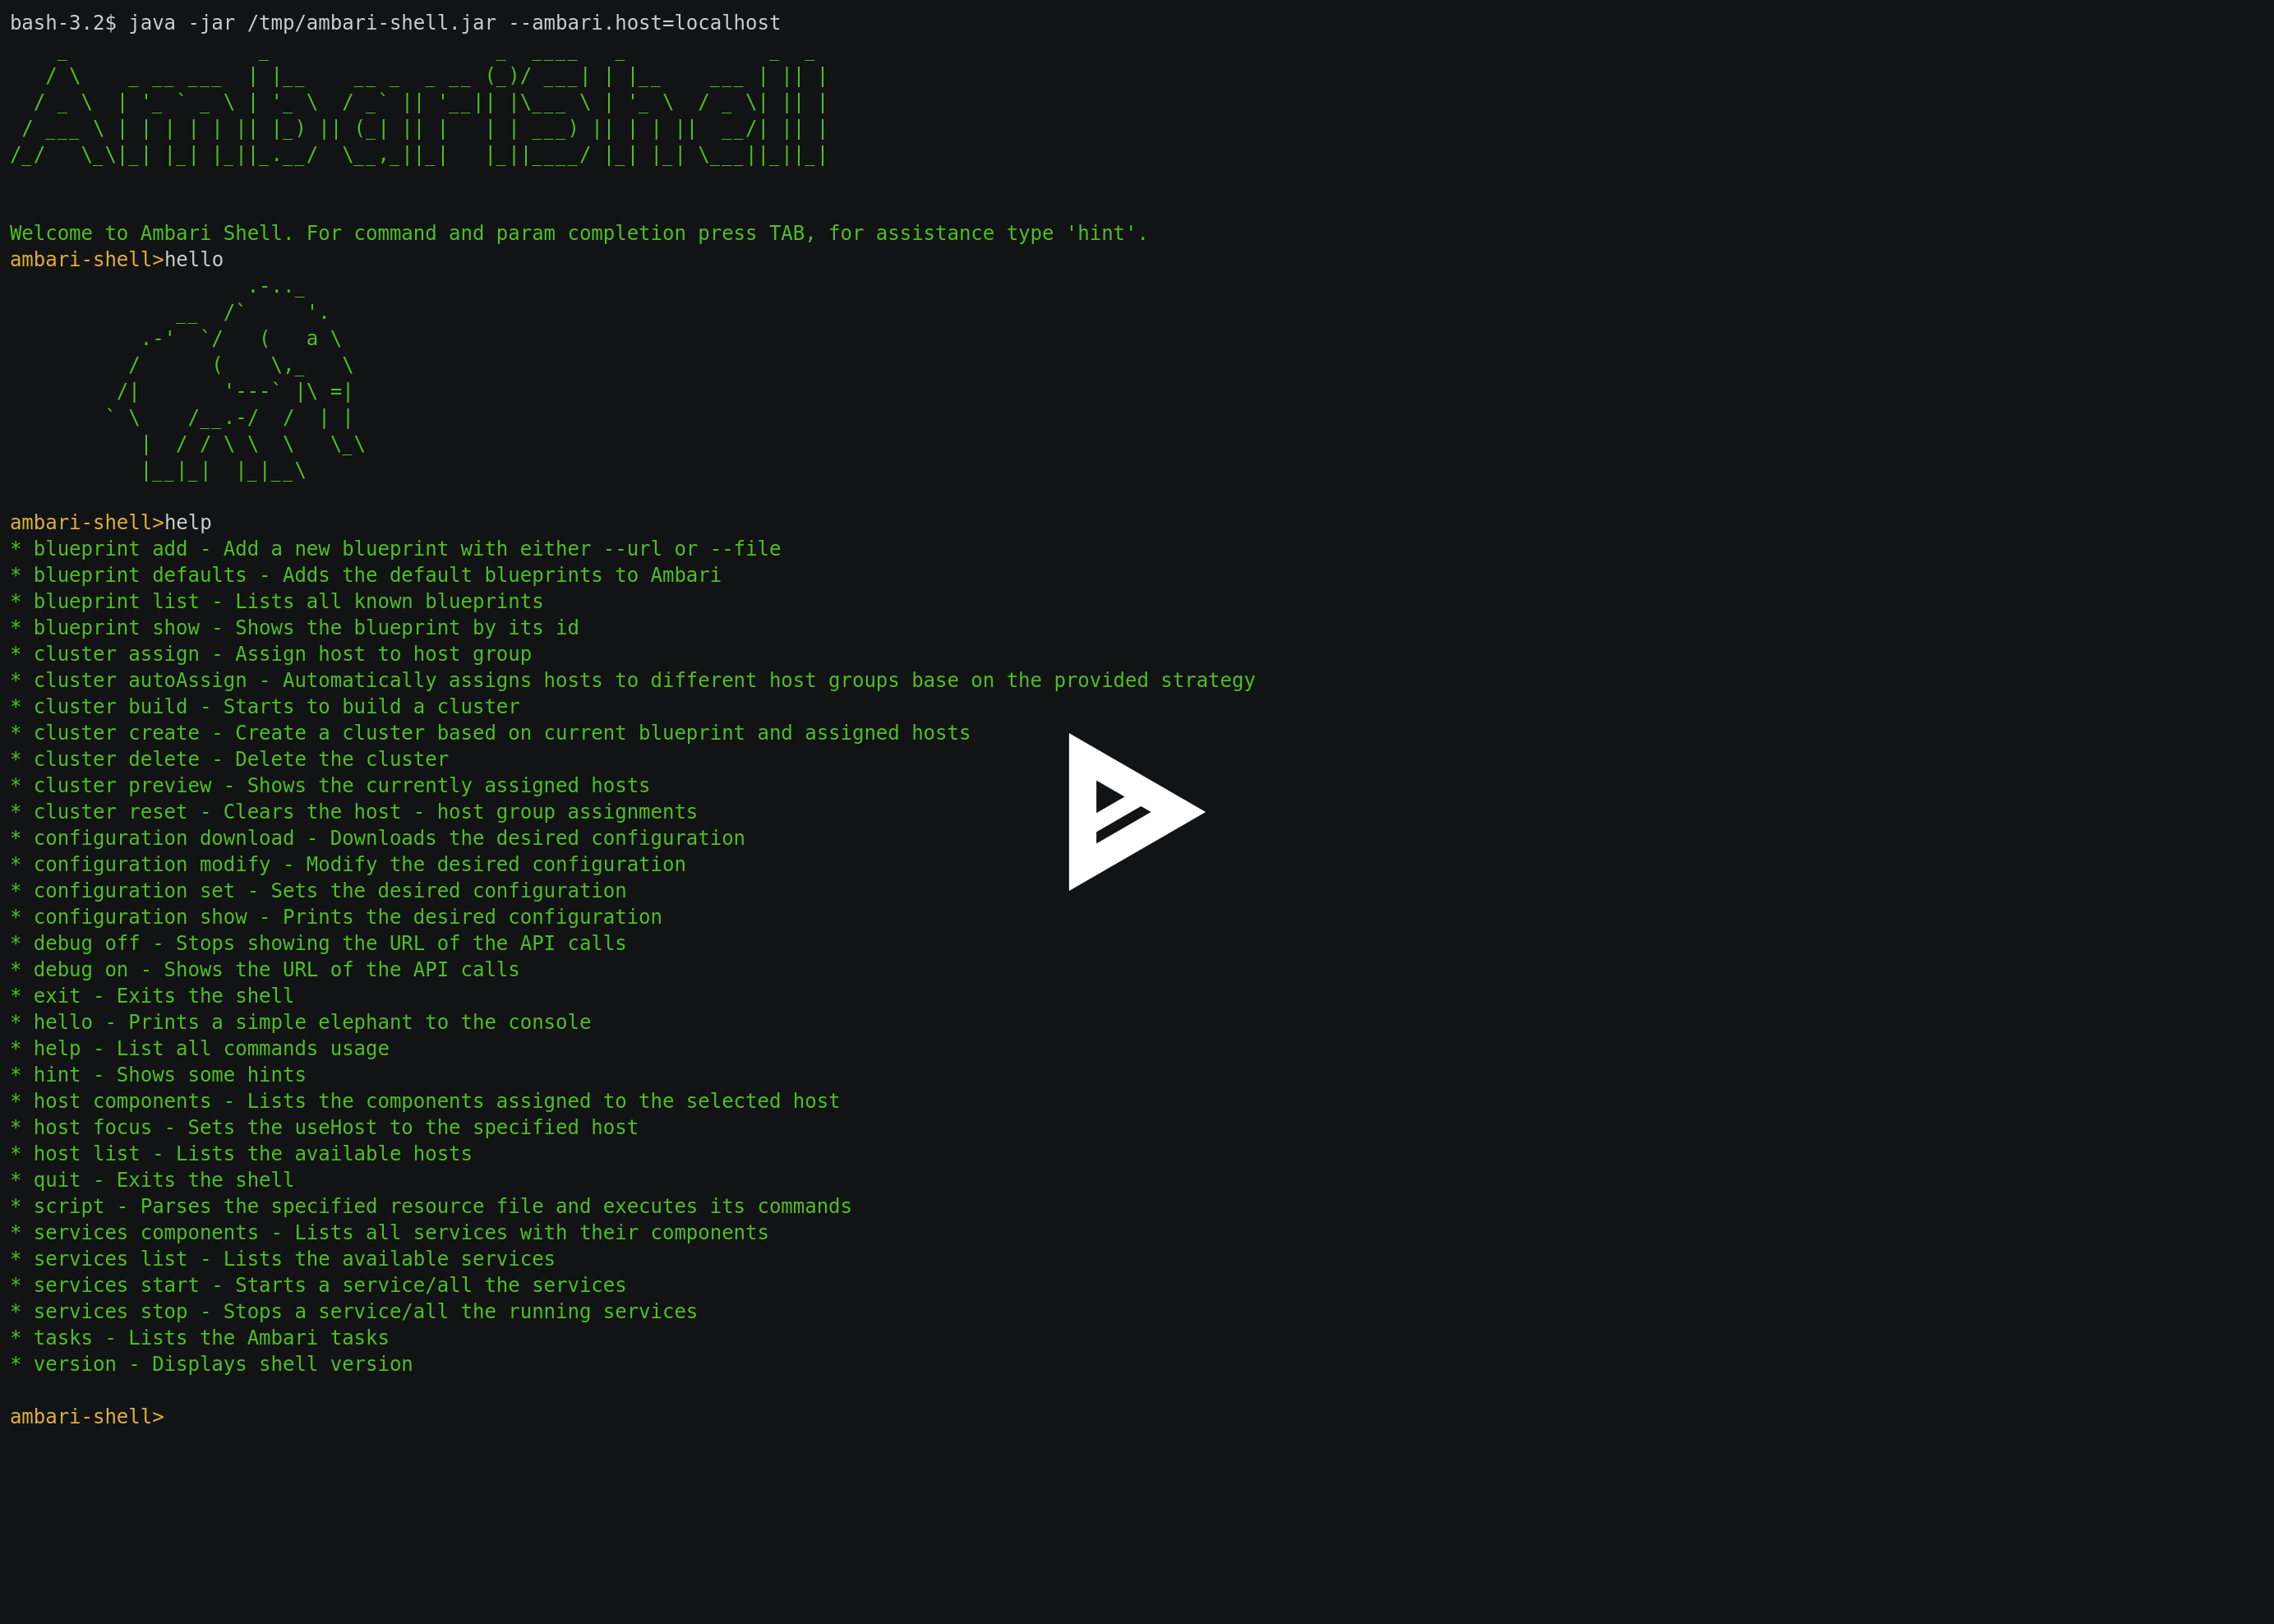 bash-3.2$ java -jar /tmp/ambari-shell.jar --ambari.host=localhost
AmbariShell
Welcome to Ambari Shell. For command and param completion press TAB, for assistance type 'hint'.
ambari-shell>hello
ambari-shell>help
* blueprint add - Add a new blueprint with either --url or --file
* blueprint defaults - Adds the default blueprints to Ambari
* blueprint list - Lists all known blueprints
* blueprint show - Shows the blueprint by its id
* cluster assign - Assign host to host group
* cluster autoAssign - Automatically assigns hosts to different host groups base on the provided strategy
* cluster build - Starts to build a cluster
* cluster create - Create a cluster based on current blueprint and assigned hosts
* cluster delete - Delete the cluster
* cluster preview - Shows the currently assigned hosts
* cluster reset - Clears the host - host group assignments
* configuration download - Downloads the desired configuration
* configuration modify - Modify the desired configuration
* configuration set - Sets the desired configuration
* configuration show - Prints the desired configuration
* debug off - Stops showing the URL of the API calls
* debug on - Shows the URL of the API calls
* exit - Exits the shell
* hello - Prints a simple elephant to the console
* help - List all commands usage
* hint - Shows some hints
* host components - Lists the components assigned to the selected host
* host focus - Sets the useHost to the specified host
* host list - Lists the available hosts
* quit - Exits the shell
* script - Parses the specified resource file and executes its commands
* services components - Lists all services with their components
* services list - Lists the available services
* services start - Starts a service/all the services
* services stop - Stops a service/all the running services
* tasks - Lists the Ambari tasks
* version - Displays shell version
ambari-shell>